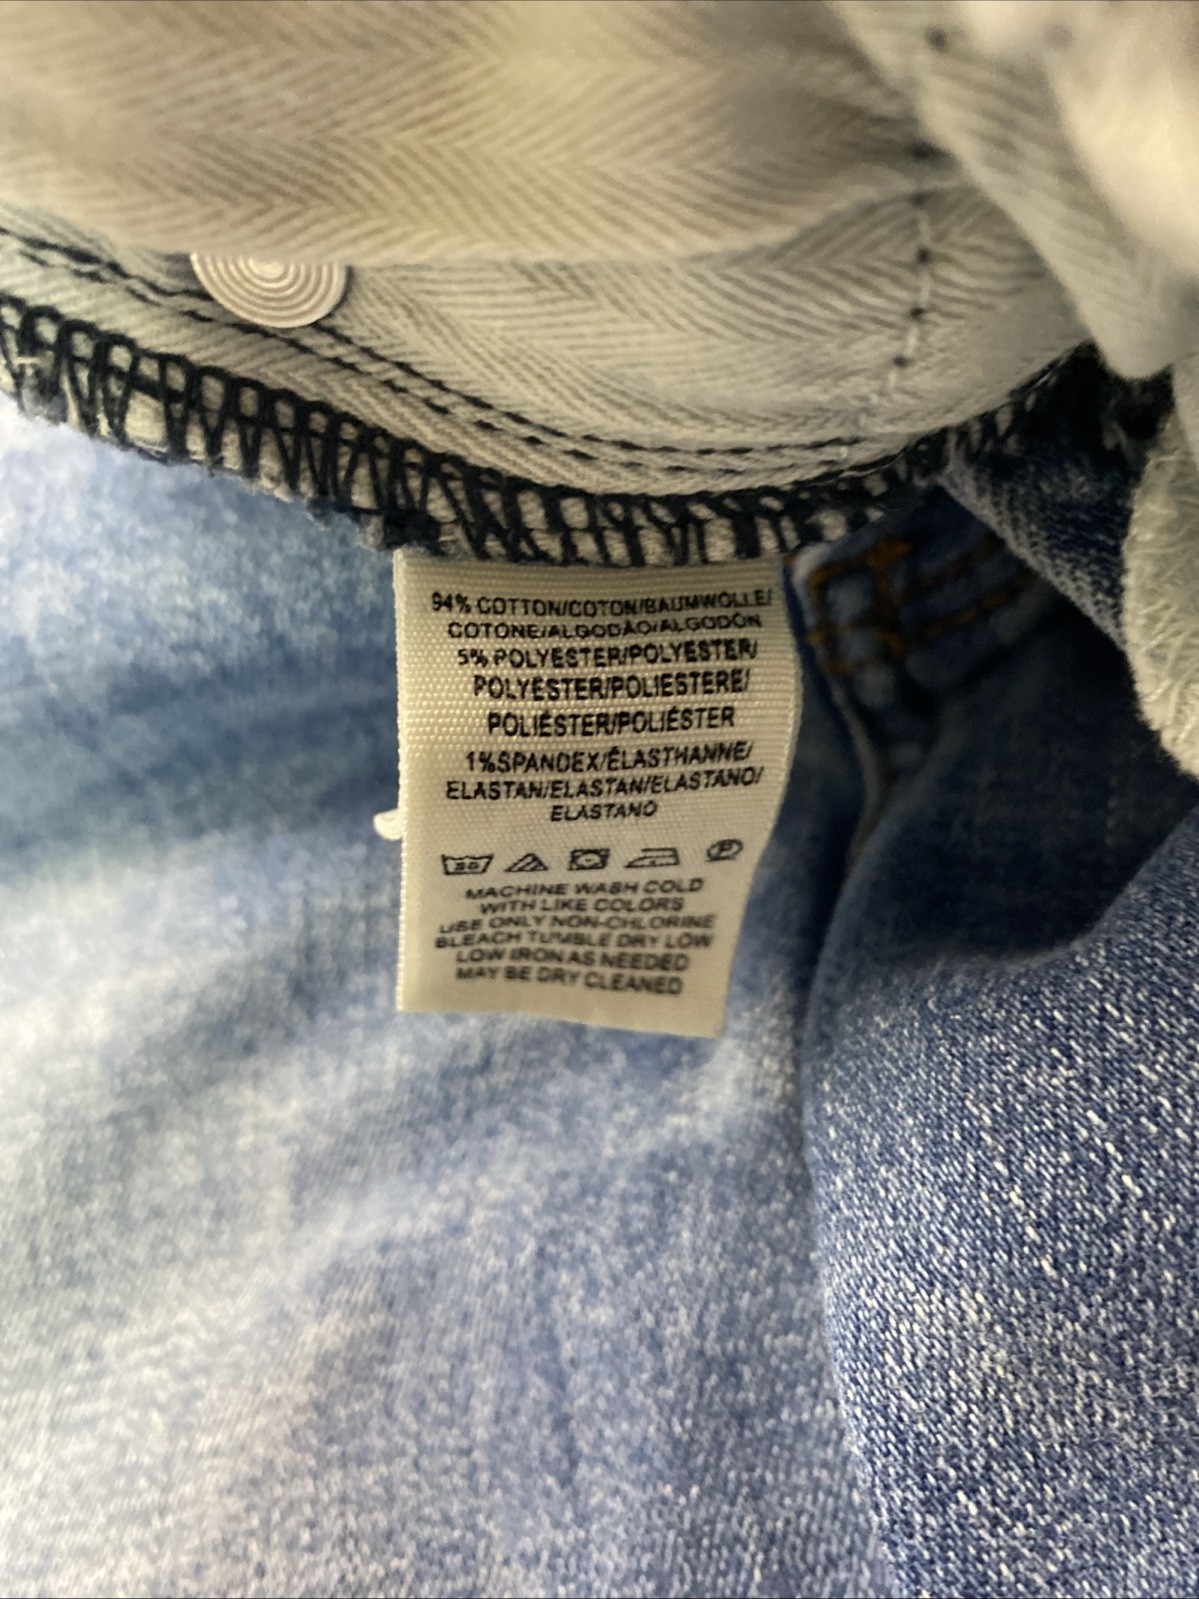 94% COTTON/COTON/BAUMWOLLE/
COTONE/ALGODÃO/ALGODÓN
5% POLYESTER/POLYESTER/
POLYESTER/POLIESTERE/
POLIÉSTER/POLIÉSTER
1%SPANDEX/ÉLASTHANNE/
ELASTAN/ELASTAN/ELASTANO/
ELASTANO
30 P
MACHINE WASH COLD
WITH LIKE COLORS
USE ONLY NON-CHLORINE
BLEACH TUMBLE DRY LOW
LOW IRON AS NEEDED
MAY BE DRY CLEANED